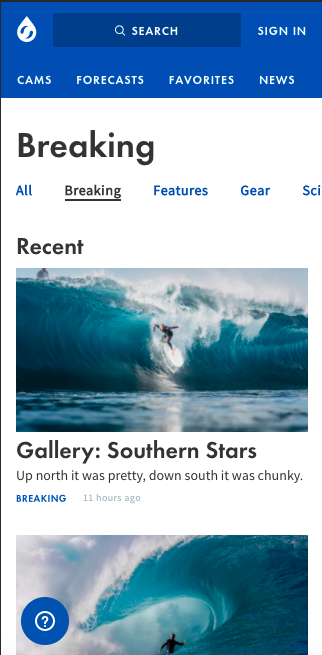 SEARCH
SIGN IN
CAMS FORECASTS FAVORITES NEWS
Breaking
All Breaking Features Gear Sci
Recent
Gallery: Southern Stars
Up north it was pretty, down south it was chunky.
BREAKING 11 hours ago
?